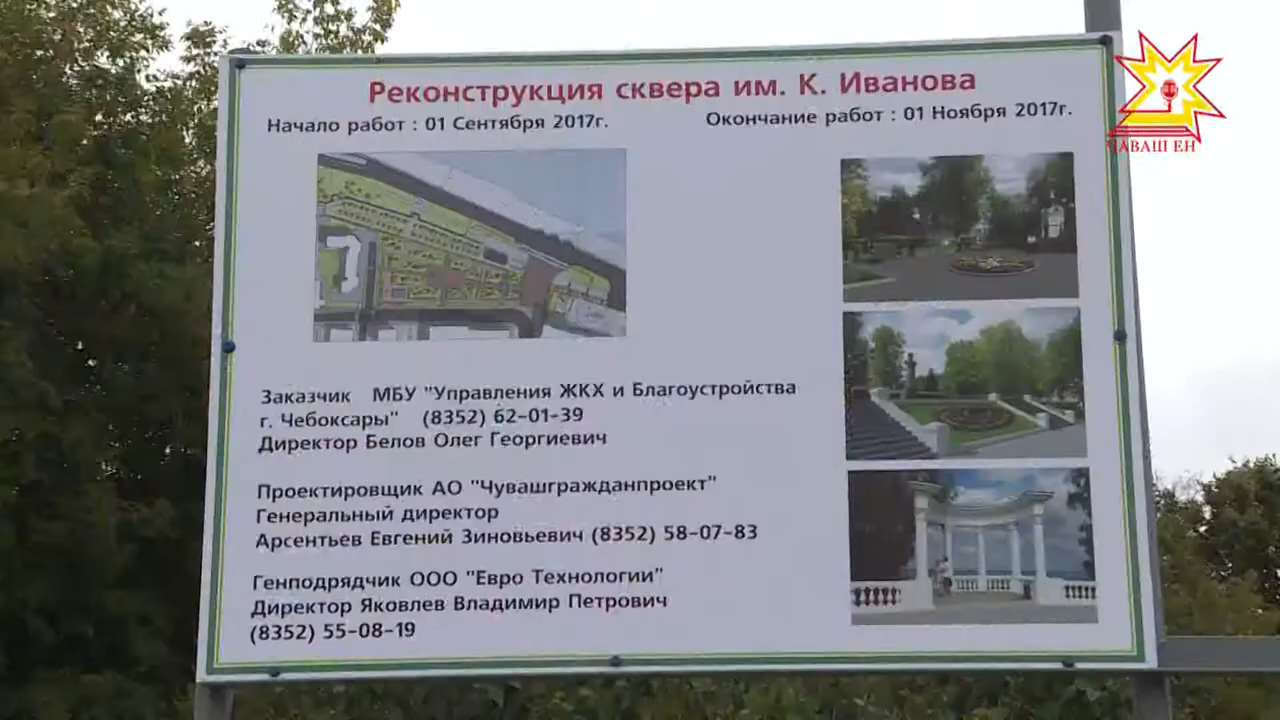 Реконструкция сквера им. К. Иванова
Начало работ : 01 Сентября 2017г.
Окончание работ : 01 Ноября 2017г.
ЧАВАШ ЕН
Заказчик МБУ "Управления ЖКХ и Благоустройства
г. Чебоксары" (8352) 62-01-39
Директор Белов Олег Георгиевич
Проектировщик АО "Чувашгражданпроект"
Генеральный директор
Арсентьев Евгений Зиновьевич (8352) 58-07-83
Генподрядчик ООО "Евро Технологии"
Директор Яковлев Владимир Петрович
(8352) 55-08-19